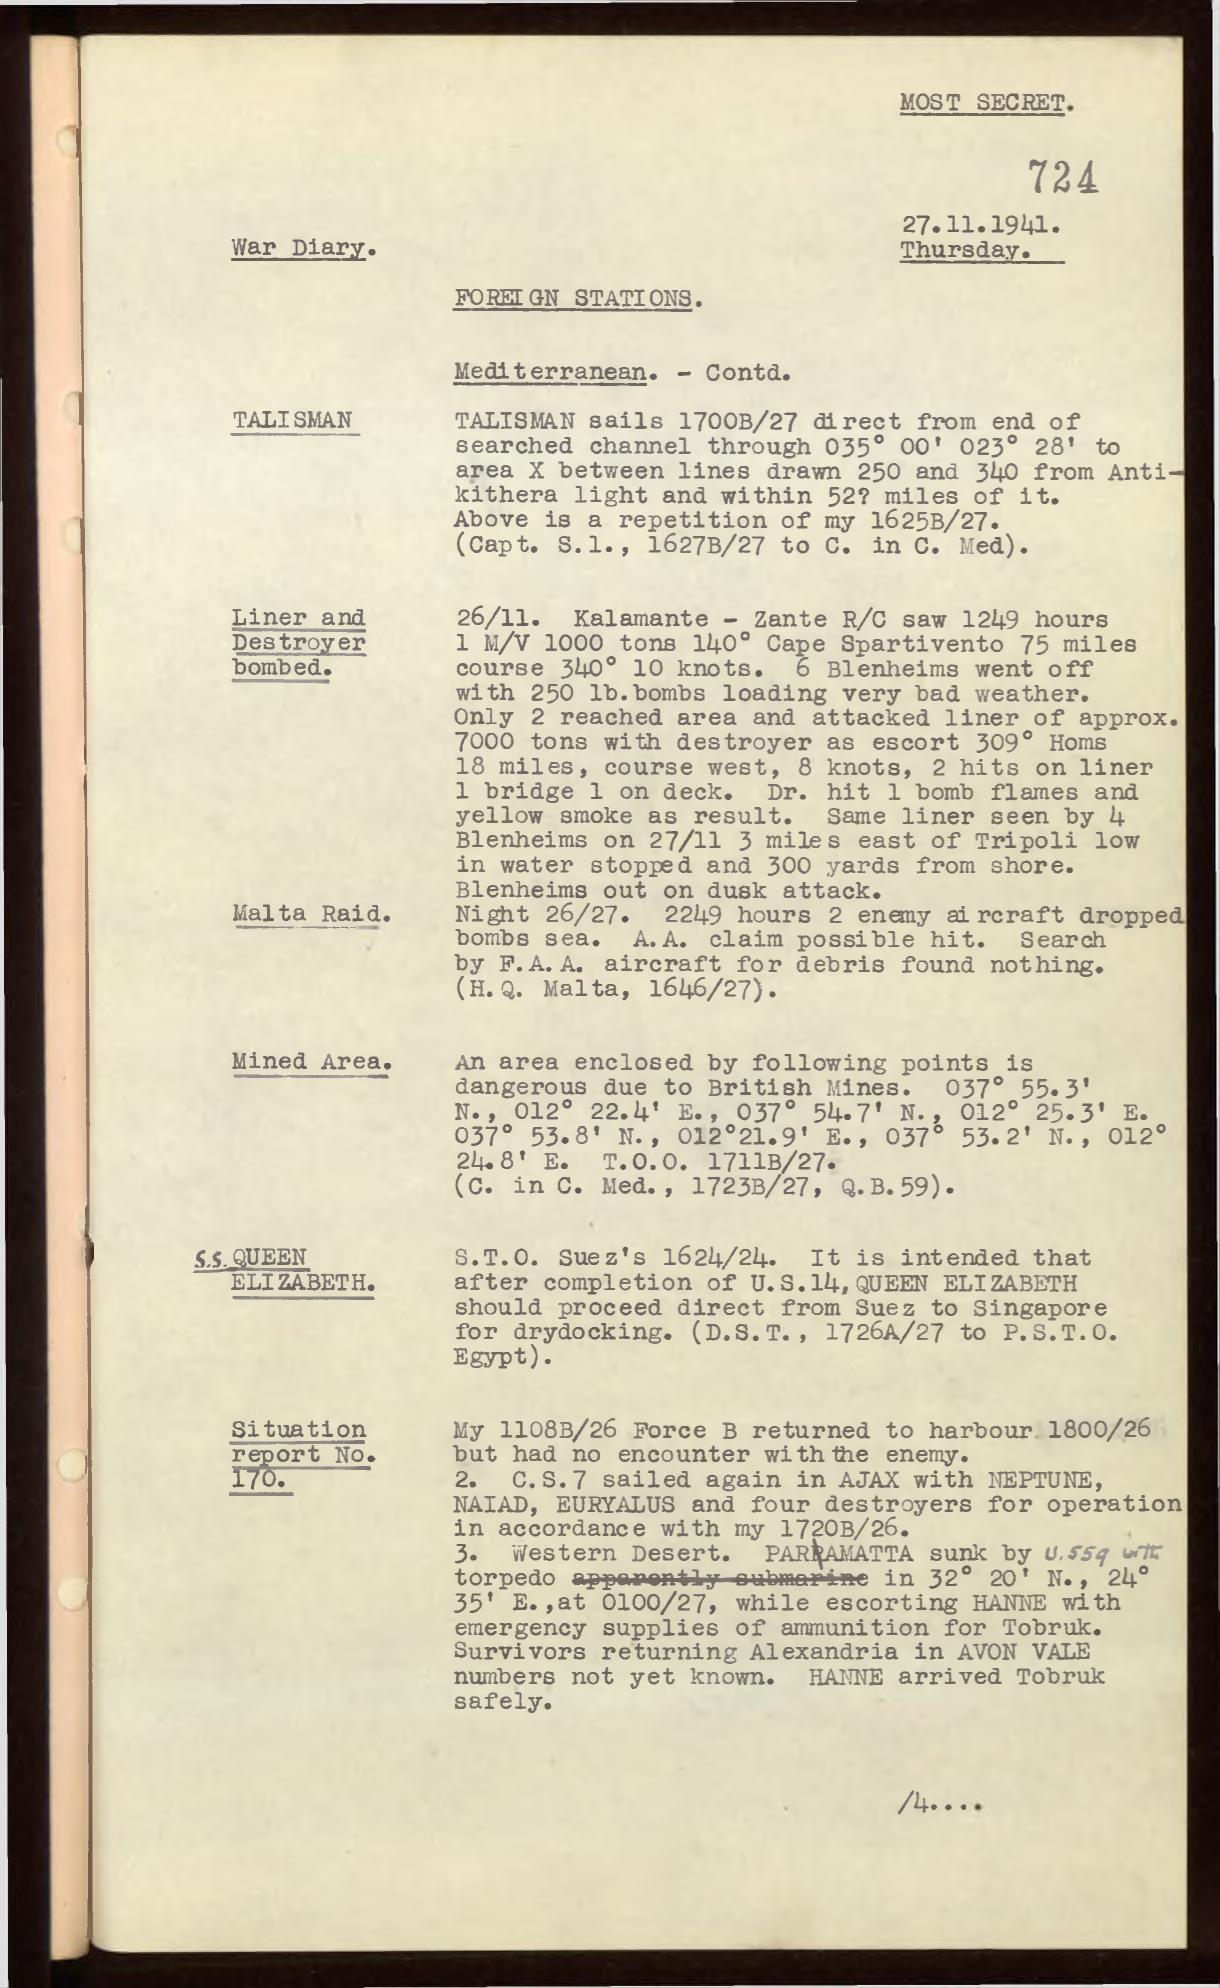 MOST SECRET.
724
27.11.1941.
War Diary.
Thursday.
FOREIGN STATIONS.
Mediterranean. - Contd.
TALISMAN
TALISMAN sails 1700B/27 direct from end of
searched channel through 035° 00' 023° 28' to
area X between lines drawn 250 and 340 from Anti-
kithera light and within 52? miles of it.
Above is a repetition of my 1625B/27.
(Capt. S.1., 1627B/27 to C. in C. Med).
Liner and
Destroyer
bombed.
26/11. Kalamante - Zante R/C saw 1249 hours
1 M/V 1000 tons 140° Cape Spartivento 75 miles
course 340° 10 knots. 6 Blenheims went off
with 250 lb.bombs loading very bad weather.
Only 2 reached area and attacked liner of approx.
7000 tons with destroyer as escort 309° Homs
18 miles, course west, 8 knots, 2 hits on liner
1 bridge 1 on deck. Dr. hit 1 bomb flames and
yellow smoke as result. Same liner seen by 4
Blenheims on 27/11 3 miles east of Tripoli low
in water stopped and 300 yards from shore.
Blenheims out on dusk attack.
Malta Raid.
Night 26/27. 2249 hours 2 enemy aircraft dropped
bombs sea. A.A. claim possible hit. Search
by F.A.A. aircraft for debris found nothing.
(H.Q. Malta, 1646/27).
Mined Area.
An area enclosed by following points is
dangerous due to British Mines. 037° 55.3'
N., 012° 22.4' E., 037° 54.7' N., 012° 25.3' E.
037° 53.8' N., 012°21.9' E., 037° 53.2' N., 012°
24.8' E. T.O.O. 1711B/27.
(C. in C. Med., 1723B/27, Q.B.59).
S.S. QUEEN
ELIZABETH.
S.T.O. Suez's 1624/24. It is intended that
after completion of U.S.14, QUEEN ELIZABETH
should proceed direct from Suez to Singapore
for drydocking. (D.S.T., 1726A/27 to P.S.T.O.
Egypt).
Situation
report No.
170.
My 1108B/26 Force B returned to harbour 1800/26
but had no encounter with the enemy.
2. C.S.7 sailed again in AJAX with NEPTUNE,
NAIAD, EURYALUS and four destroyers for operation
in accordance with my 1720B/26.
3. Western Desert. PARRAMATTA sunk by U.559 with
torpedo apparently submarine in 32° 20' N., 24°
35' E.,at 0100/27, while escorting HANNE with
emergency supplies of ammunition for Tobruk.
Survivors returning Alexandria in AVON VALE
numbers not yet known. HANNE arrived Tobruk
safely.
/4....